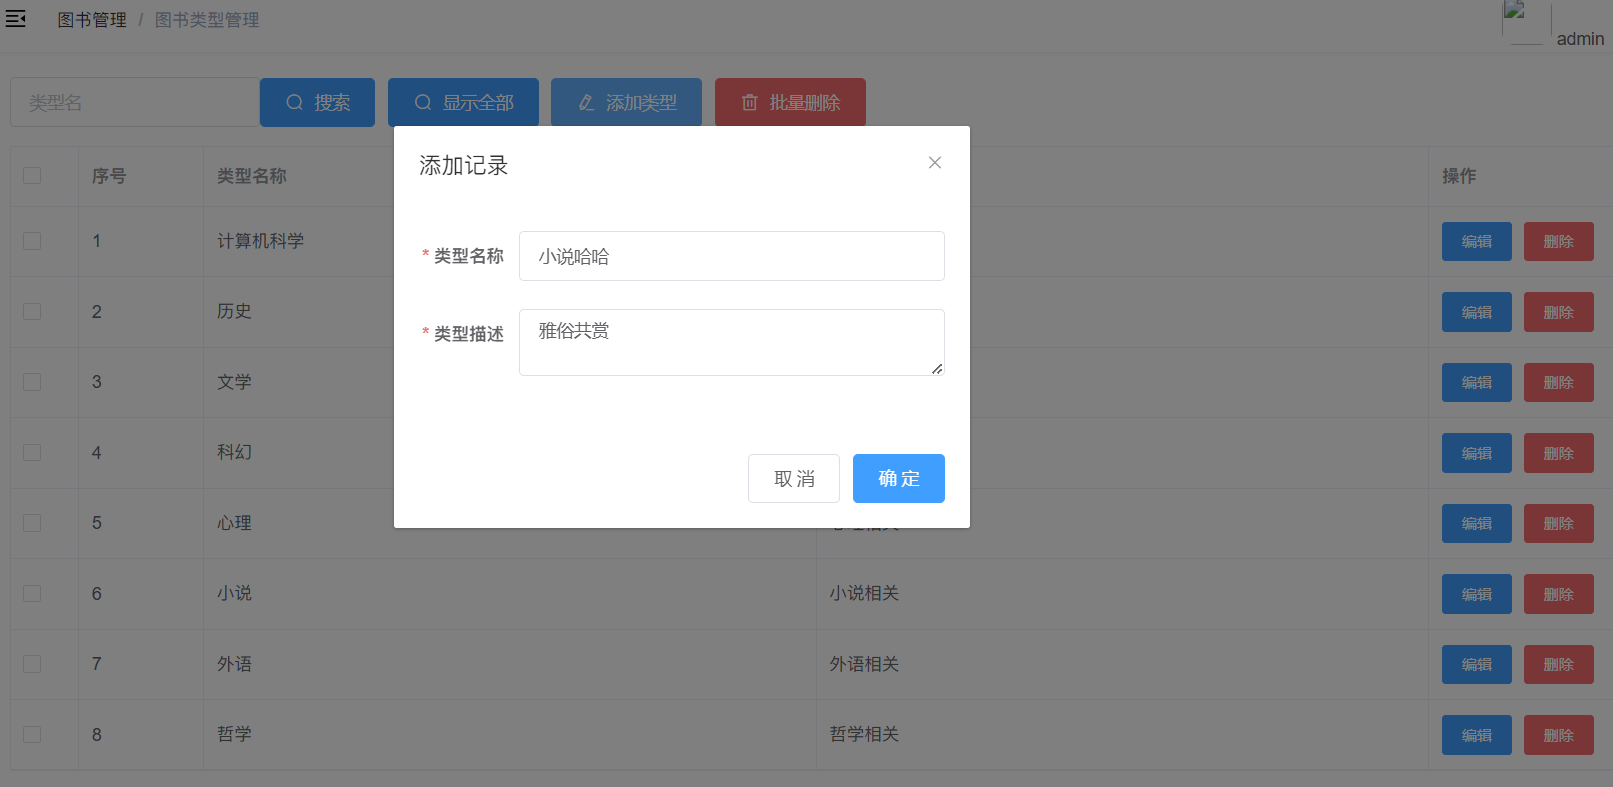 图书管理 / 图书类型管理
admin
类型名 搜索 显示全部 添加类型 批量删除
序号 类型名称 操作
添加记录
* 类型名称 小说哈哈
* 类型描述 雅俗共赏
取消 确定
1 计算机科学 编辑 删除
2 历史 编辑 删除
3 文学 编辑 删除
4 科幻 编辑 删除
5 心理 编辑 删除
6 小说 小说相关 编辑 删除
7 外语 外语相关 编辑 删除
8 哲学 哲学相关 编辑 删除